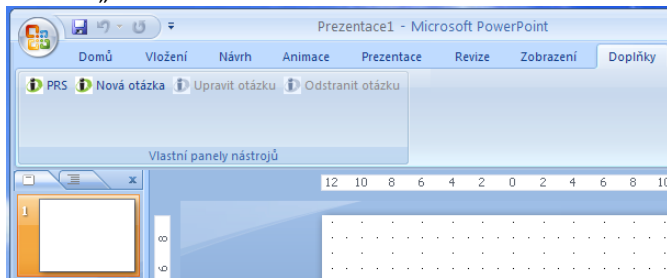 „
Prezentace1 - Microsoft PowerPoint
Domů Vložení Návrh Animace Prezentace Revize Zobrazení Doplňky
PRS Nová otázka Upravit otázku Odstranit otázku
Vlastní panely nástrojů
12 10 8 6 4 2 0 2 4 6 8 10
1
8
6